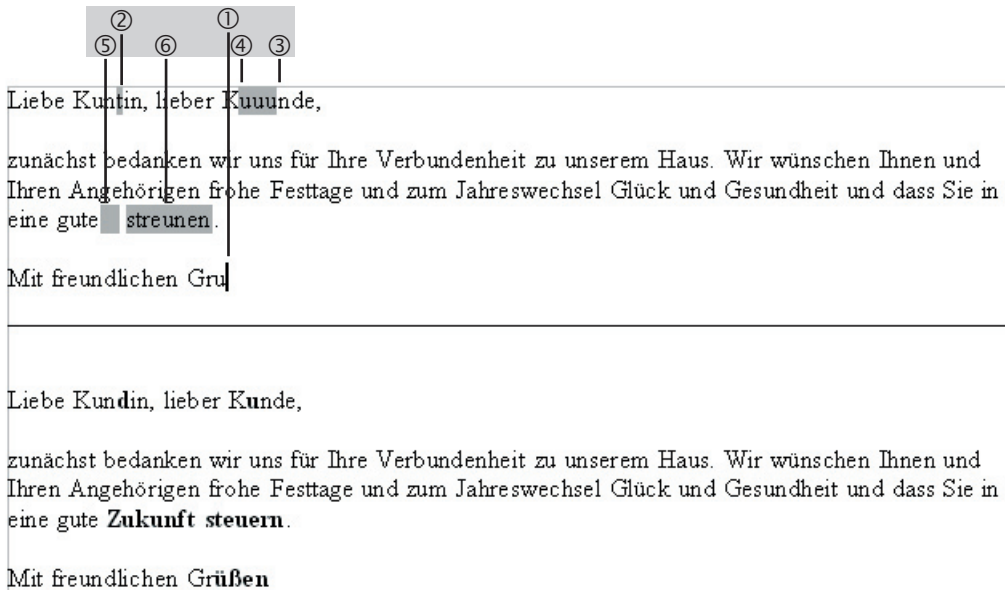 ② ①
⑤ ⑥ ④ ③
Liebe Kuntin, lieber Kuuunde,
zunächst bedanken wir uns für Ihre Verbundenheit zu unserem Haus. Wir wünschen Ihnen und
Ihren Angehörigen frohe Festtage und zum Jahreswechsel Glück und Gesundheit und dass Sie in
eine gute streunen.
Mit freundlichen Gru
Liebe Kundin, lieber Kunde,
zunächst bedanken wir uns für Ihre Verbundenheit zu unserem Haus. Wir wünschen Ihnen und
Ihren Angehörigen frohe Festtage und zum Jahreswechsel Glück und Gesundheit und dass Sie in
eine gute Zukunft steuern.
Mit freundlichen Grüßen